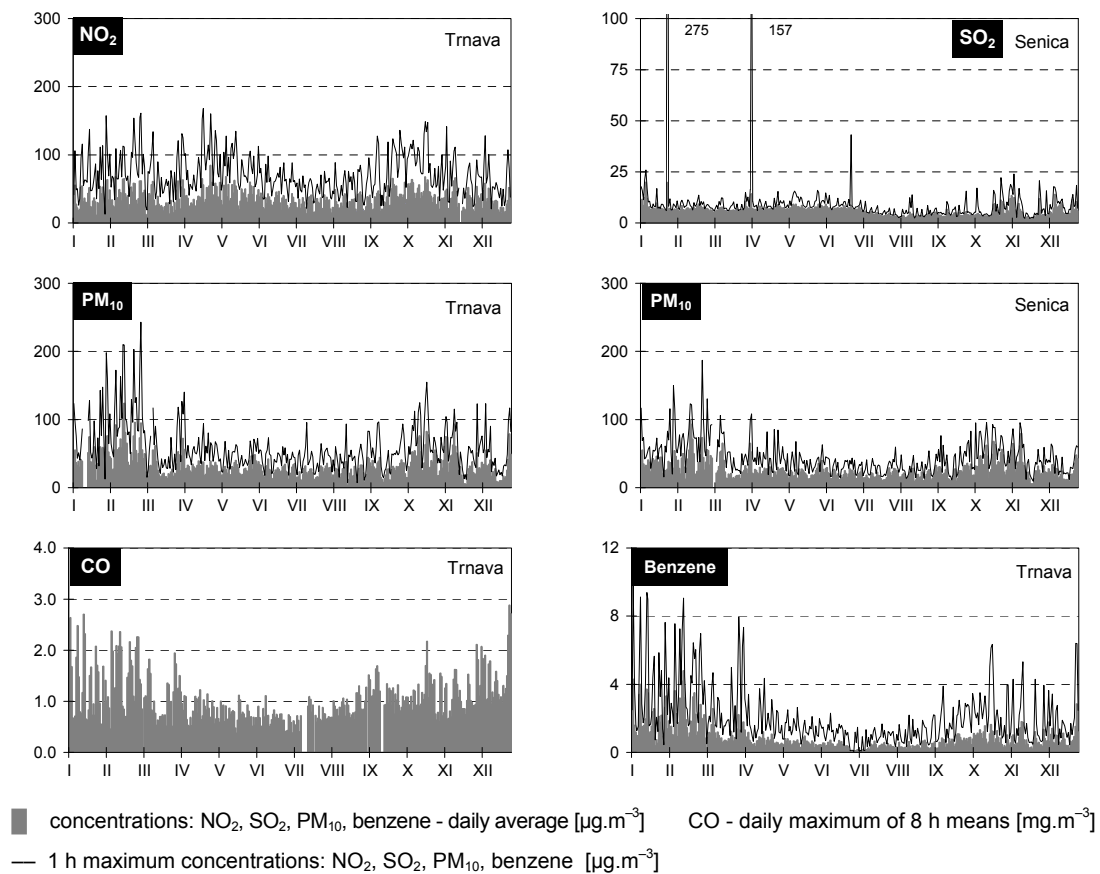 300
NO₂
Trnava
200
100
0
I II III IV V VI VII VIII IX X XI XII
100
275
157
SO₂
Senica
75
50
25
0
I II III IV V VI VII VIII IX X XI XII
300
PM₁₀
Trnava
200
100
0
I II III IV V VI VII VIII IX X XI XII
300
PM₁₀
Senica
200
100
0
I II III IV V VI VII VIII IX X XI XII
4.0
CO
Trnava
3.0
2.0
1.0
0.0
I II III IV V VI VII VIII IX X XI XII
12
Benzene
Trnava
8
4
0
I II III IV V VI VII VIII IX X XI XII
concentrations: NO₂, SO₂, PM₁₀, benzene - daily average [µg.m⁻³] CO - daily maximum of 8 h means [mg.m⁻³]
1 h maximum concentrations: NO₂, SO₂, PM₁₀, benzene [µg.m⁻³]